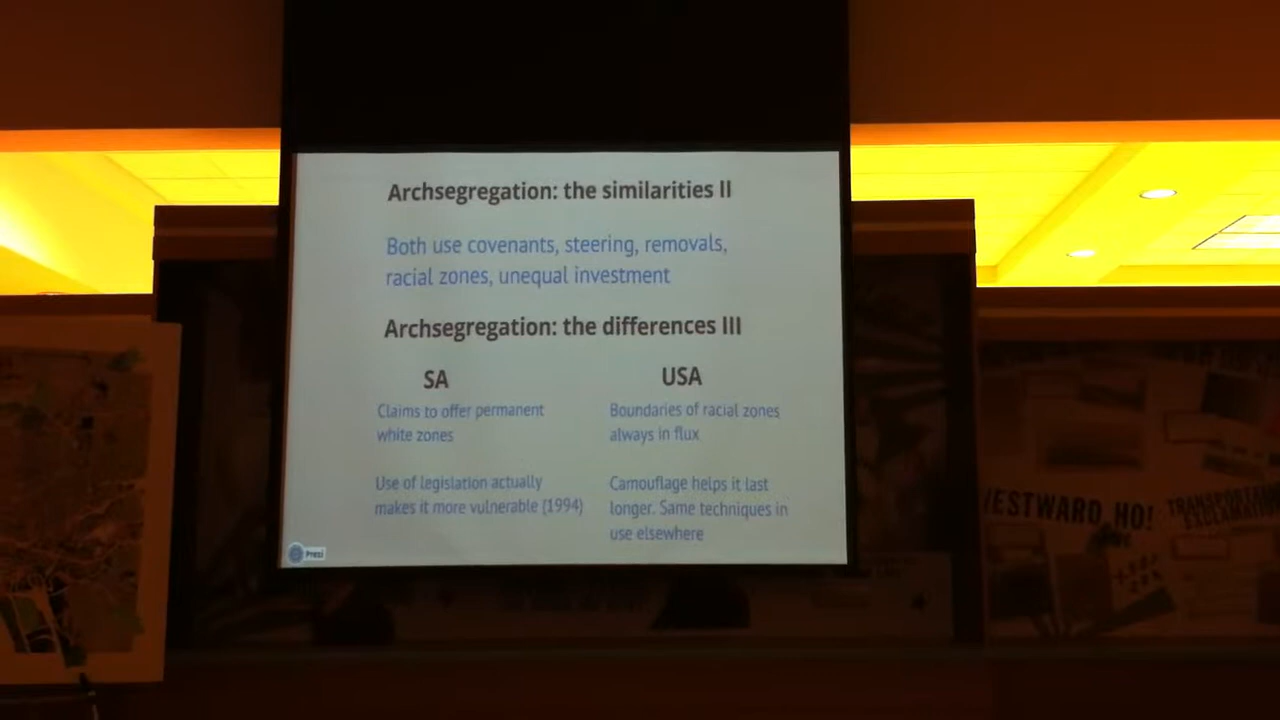 Archsegregation: the similarities II
Both use covenants, steering, removals,
racial zones, unequal investment
Archsegregation: the differences III
SA
USA
Claims to offer permanent
white zones
Boundaries of racial zones
always in flux
Use of legislation actually
makes it more vulnerable (1994)
Camouflage helps it last
longer. Same techniques in
use elsewhere
Prezi
WESTWARD HO!